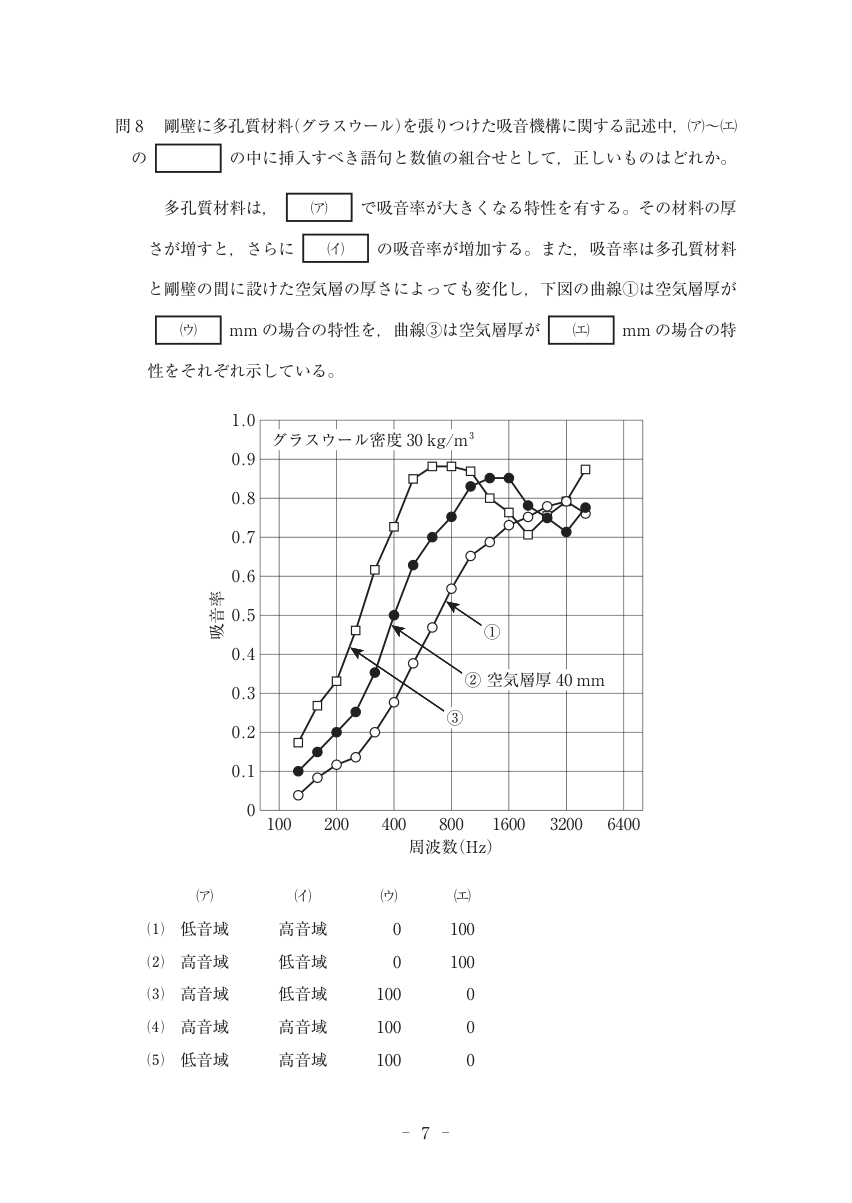 問８　剛壁に多孔質材料(グラスウール)を張りつけた吸音機構に関する記述中，㋐～㋓
の　　　の中に挿入すべき語句と数値の組合せとして，正しいものはどれか。
多孔質材料は，(ア)で吸音率が大きくなる特性を有する。その材料の厚
さが増すと，さらに(イ)の吸音率が増加する。また，吸音率は多孔質材料
と剛壁の間に設けた空気層の厚さによっても変化し，下図の曲線①は空気層厚が
(ウ) mm の場合の特性を，曲線③は空気層厚が (エ) mm の場合の特
性をそれぞれ示している。
グラスウール密度 30 kg/m³
1.0
0.9
0.8
0.7
0.6
0.5
0.4
0.3
0.2
0.1
0
吸音率
①
② 空気層厚 40 mm
③
100 200 400 800 1600 3200 6400
周波数(Hz)
(ア) (イ) (ウ) (エ)
(1) 低音域 高音域 0 100
(2) 高音域 低音域 0 100
(3) 高音域 低音域 100 0
(4) 高音域 高音域 100 0
(5) 低音域 高音域 100 0
– 7 –